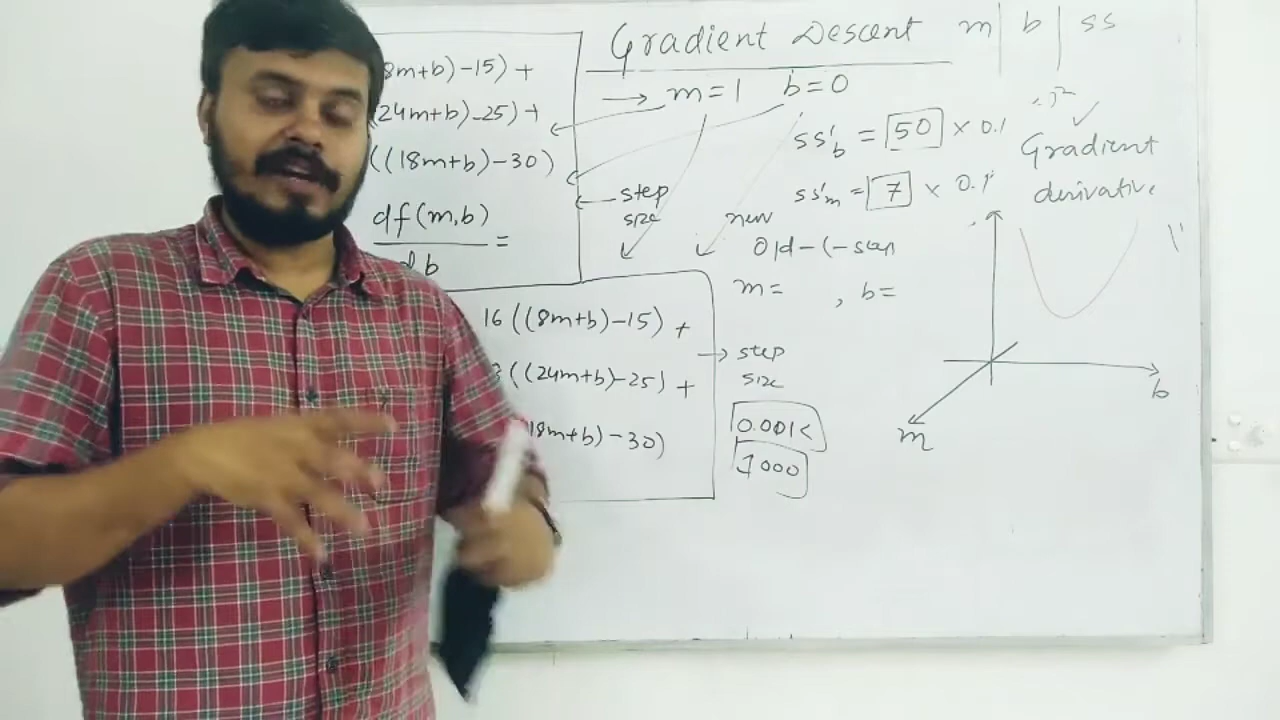 Gradient Descent
m | b | ss
8m+b)-15) +
(24m+b)-25) +
((18m+b)-30)
df(m,b)
=
db
→ m=1 b=0
ss'b = 50 × 0.1
ss'm = 7 × 0.1
Gradient
derivative
step
size
new
old-(-
m= , b=
16((8m+b)-15) +
((24m+b)-25) +
18m+b)-30)
→ step
size
0.001<
1000
b
m